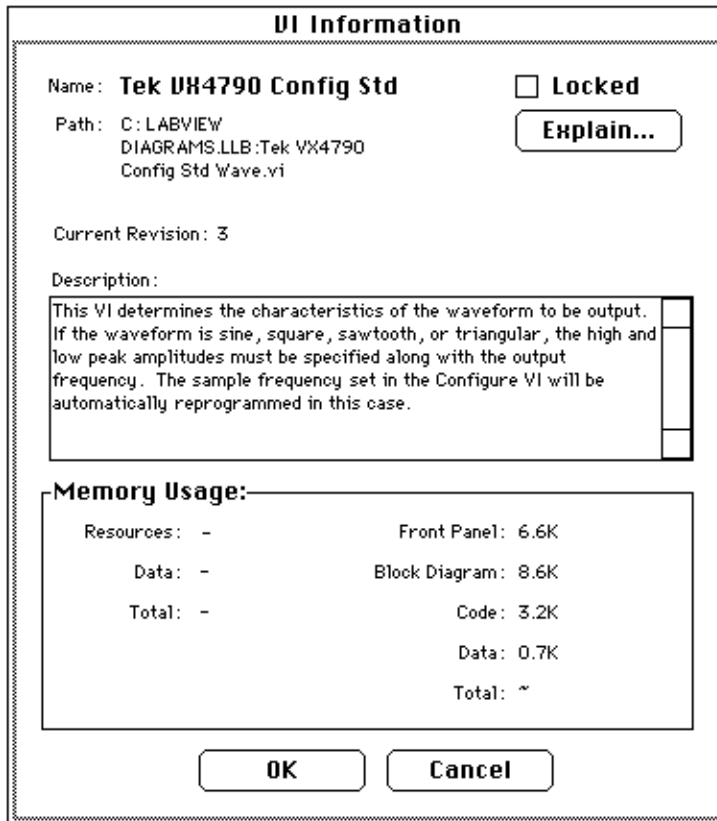 VI Information
Name: Tek VX4790 Config Std
Locked
Path: C:LABVIEW
DIAGRAMS.LLB:Tek VX4790
Config Std Wave.vi
Explain...
Current Revision: 3
Description:
This VI determines the characteristics of the waveform to be output.
If the waveform is sine, square, sawtooth, or triangular, the high and
low peak amplitudes must be specified along with the output
frequency.  The sample frequency set in the Configure VI will be
automatically reprogrammed in this case.
Memory Usage:
Resources: -
Front Panel: 6.6K
Data: -
Block Diagram: 8.6K
Total: -
Code: 3.2K
Data: 0.7K
Total: ~
OK
Cancel